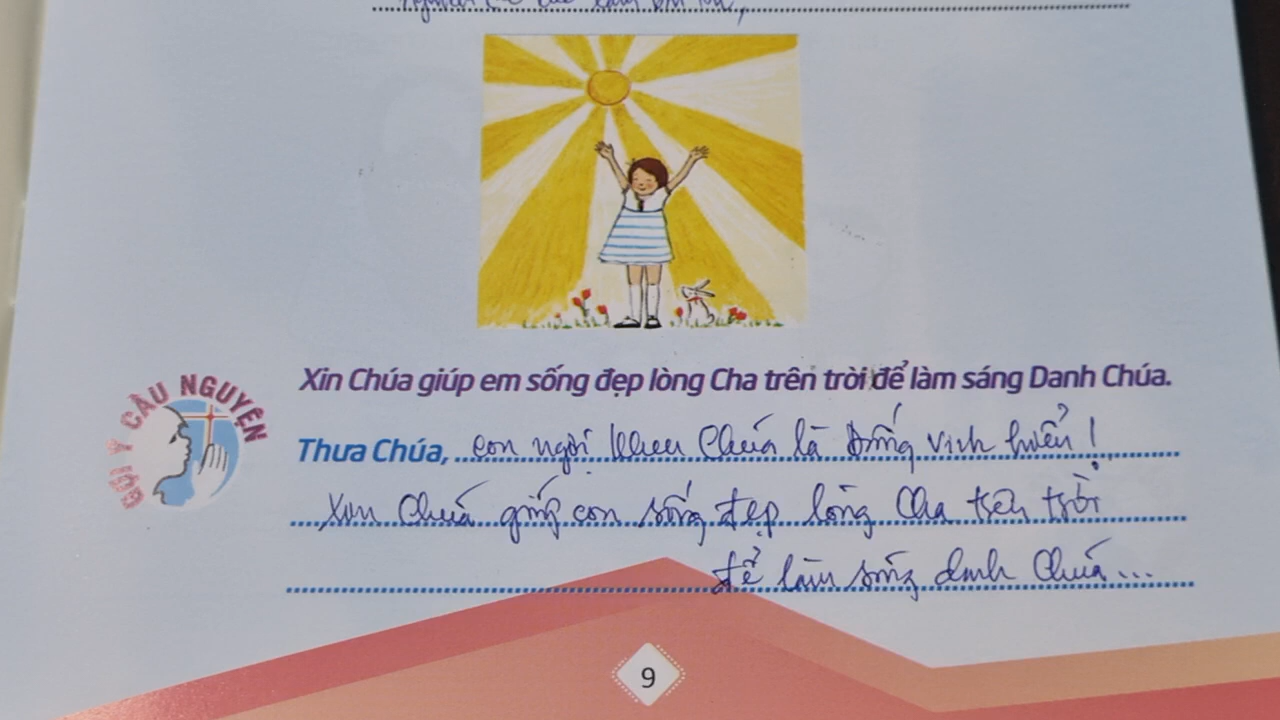 GỢI Ý CẦU NGUYỆN
Xin Chúa giúp em sống đẹp lòng Cha trên trời để làm sáng Danh Chúa.
Thưa Chúa, con ngợi khen Chúa là Đấng vinh hiển!
Xin Chúa giúp con sống đẹp lòng Cha trên trời
để làm sáng danh Chúa...
9